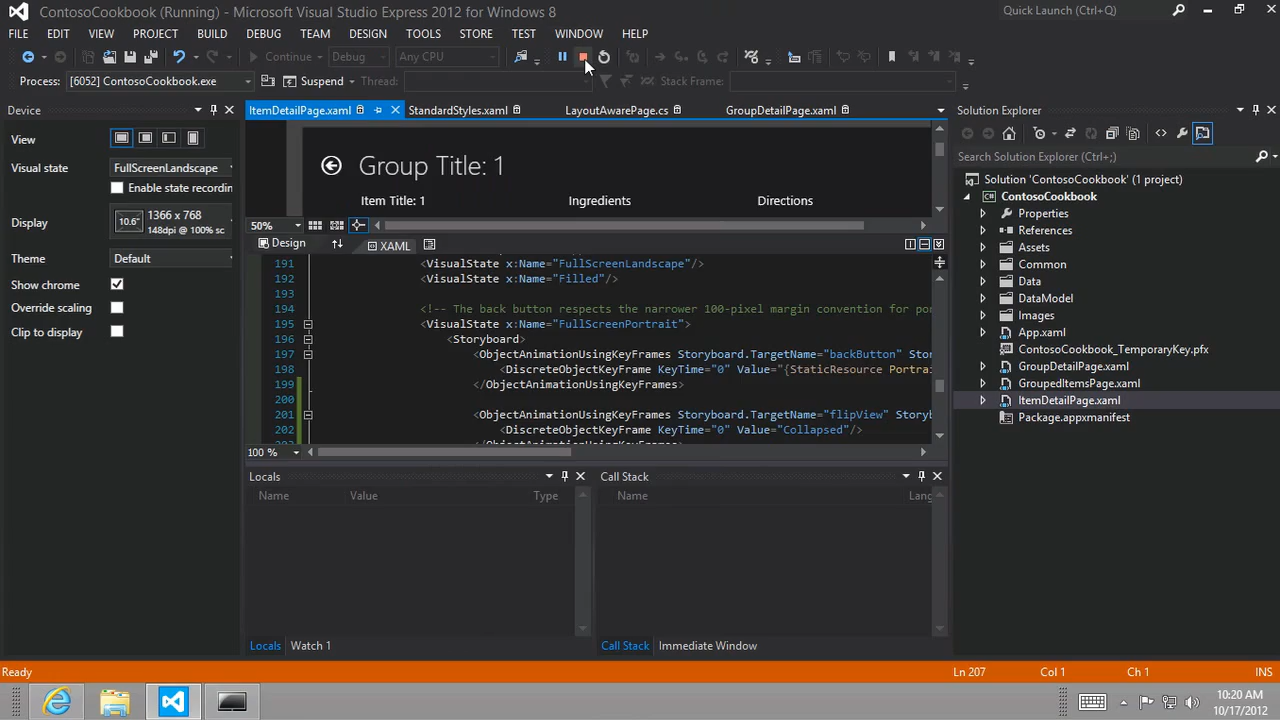 ContosoCookbook (Running) - Microsoft Visual Studio Express 2012 for Windows 8
Quick Launch (Ctrl+Q)
FILE EDIT VIEW PROJECT BUILD DEBUG TEAM DESIGN TOOLS STORE TEST WINDOW HELP
Continue Debug Any CPU
Process: [6052] ContosoCookbook.exe Suspend Thread: Stack Frame:
Device
View
Visual state FullScreenLandscape
Enable state recordin
Display 10.6" 1366 x 768
148dpi @ 100% sc
Theme Default
Show chrome
Override scaling
Clip to display
ItemDetailPage.xaml StandardStyles.xaml LayoutAwarePage.cs GroupDetailPage.xaml
Group Title: 1
Item Title: 1 Ingredients Directions
50%
Design XAML
191 <VisualState x:Name="FullScreenLandscape"/>
192 <VisualState x:Name="Filled"/>
193
194 <!-- The back button respects the narrower 100-pixel margin convention for po
195 <VisualState x:Name="FullScreenPortrait">
196 <Storyboard>
197 <ObjectAnimationUsingKeyFrames Storyboard.TargetName="backButton" Stor
198 <DiscreteObjectKeyFrame KeyTime="0" Value="{StaticResource Portrai
199 </ObjectAnimationUsingKeyFrames>
200
201 <ObjectAnimationUsingKeyFrames Storyboard.TargetName="flipView" Storyb
202 <DiscreteObjectKeyFrame KeyTime="0" Value="Collapsed"/>
</ObjectAnimationUsingKeyFrames>
100 %
Locals
Name Value Type
Locals Watch 1
Call Stack
Name Lang
Call Stack Immediate Window
Solution Explorer
Search Solution Explorer (Ctrl+;)
Solution 'ContosoCookbook' (1 project)
ContosoCookbook
Properties
References
Assets
Common
Data
DataModel
Images
App.xaml
ContosoCookbook_TemporaryKey.pfx
GroupDetailPage.xaml
GroupedItemsPage.xaml
ItemDetailPage.xaml
Package.appxmanifest
Ready Ln 207 Col 1 Ch 1 INS
10:20 AM
10/17/2012